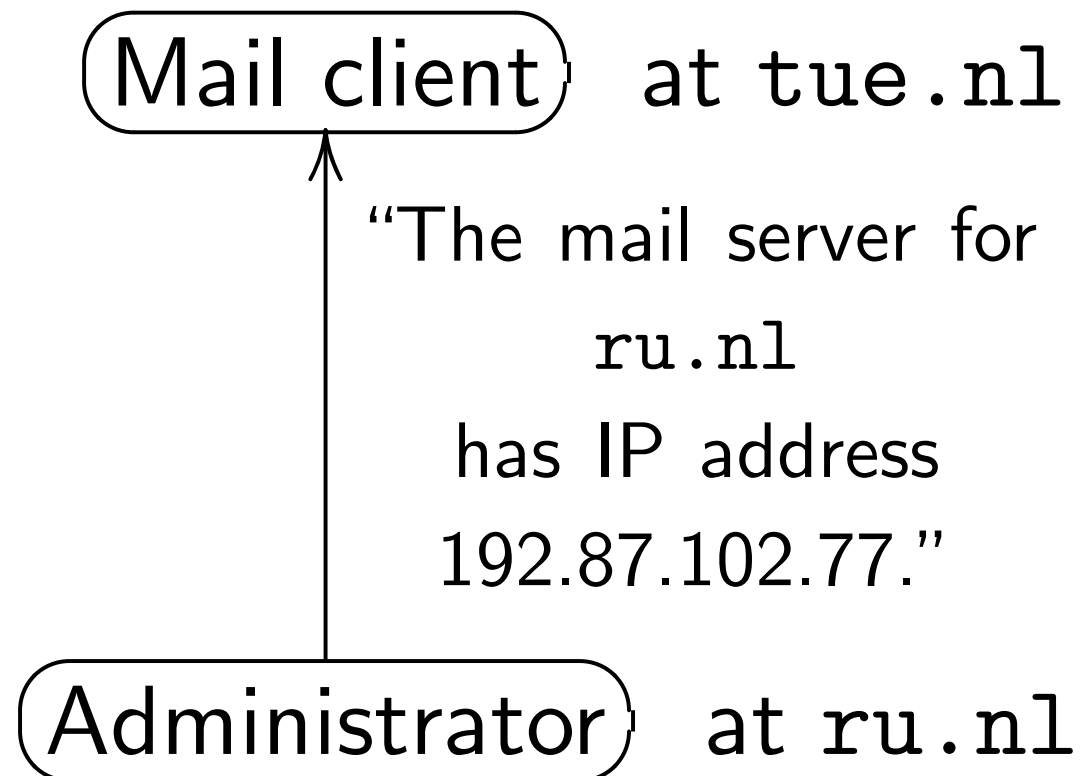 Mail client at tue.nl
“The mail server for
ru.nl
has IP address
192.87.102.77.”
Administrator at ru.nl